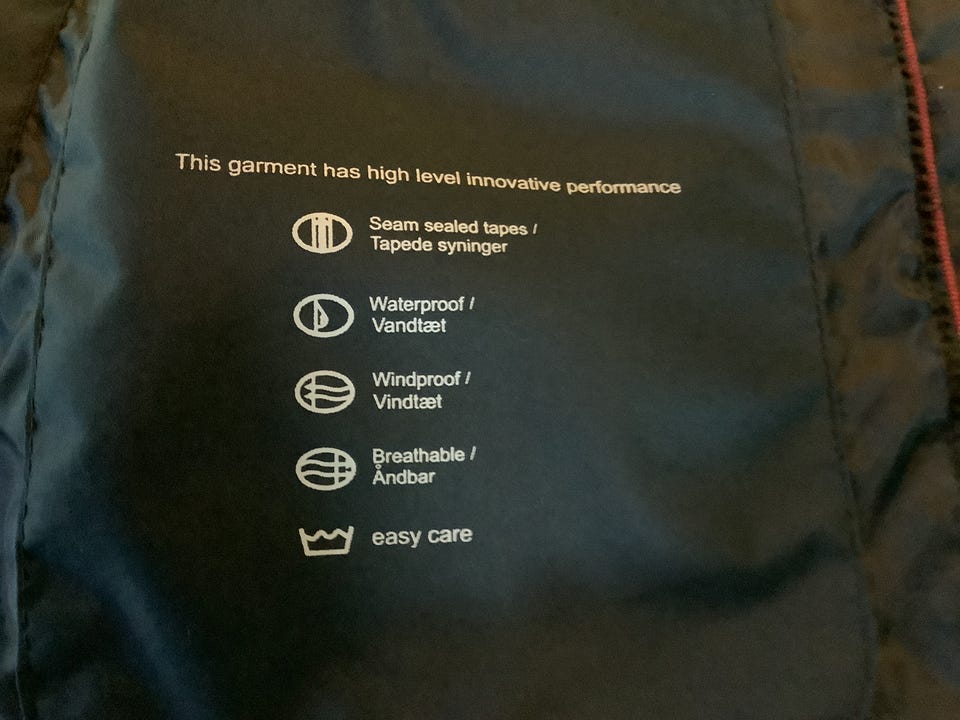 This garment has high level innovative performance
Seam sealed tapes /
Tapede syninger
Waterproof /
Vandtæt
Windproof /
Vindtæt
Breathable /
Åndbar
easy care